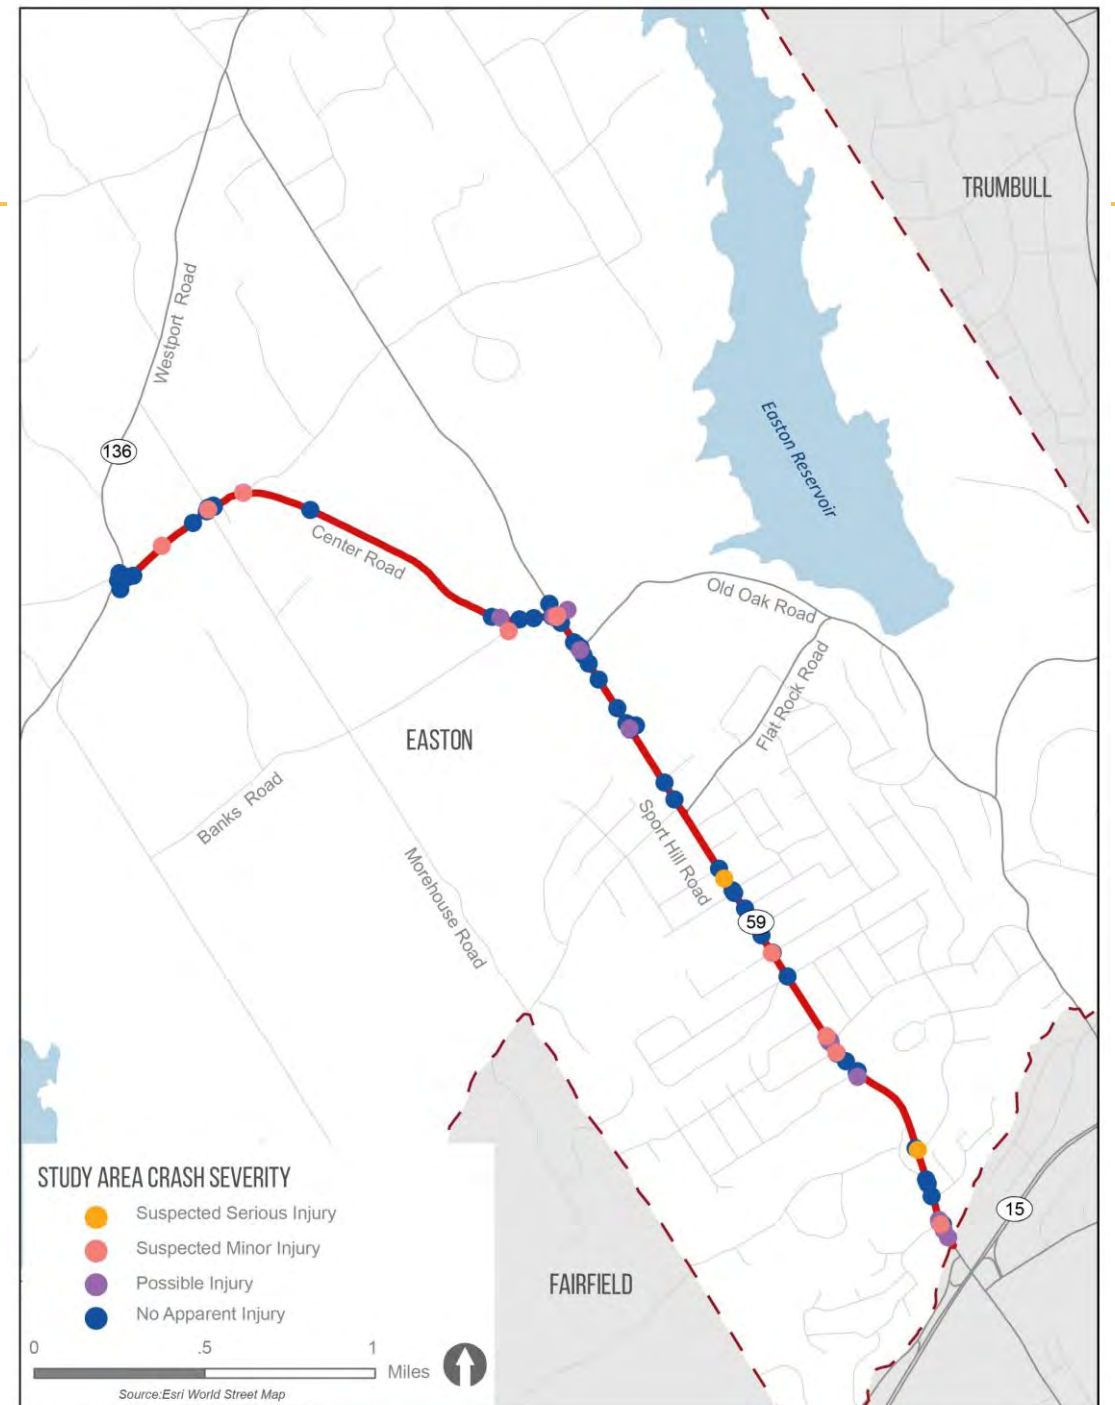 TRUMBULL
Westport Road
136
Easton Reservoir
Center Road
Old Oak Road
Flat Rock Road
EASTON
Banks Road
Sport Hill Road
Morehouse Road
59
15
FAIRFIELD
STUDY AREA CRASH SEVERITY
Suspected Serious Injury
Suspected Minor Injury
Possible Injury
No Apparent Injury
0 .5 1
Miles
Source:Esri World Street Map